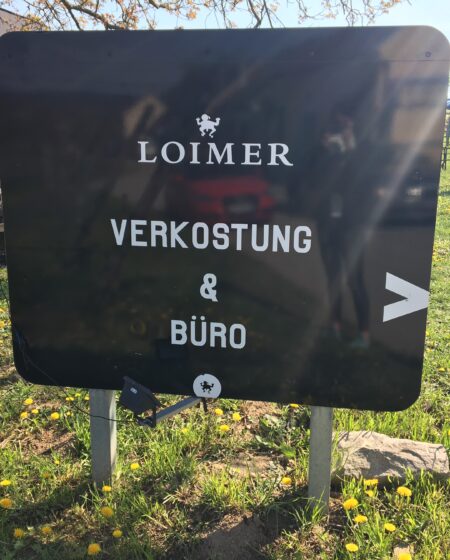 LOIMER
VERKOSTUNG
&
BÜRO
>